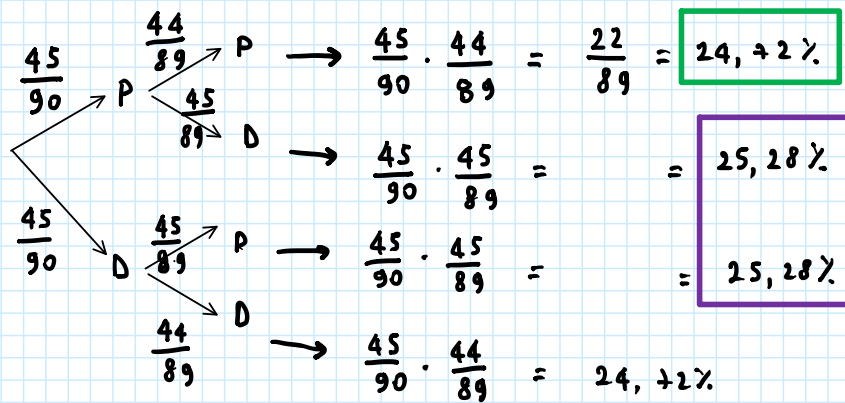 45/90 P 44/89 P → 45/90 · 44/89 = 22/89 = 24,72%
45/89 D → 45/90 · 45/89 = = 25,28%
45/90 D 45/89 P → 45/90 · 45/89 = = 25,28%
44/89 D → 45/90 · 44/89 = 24,72%